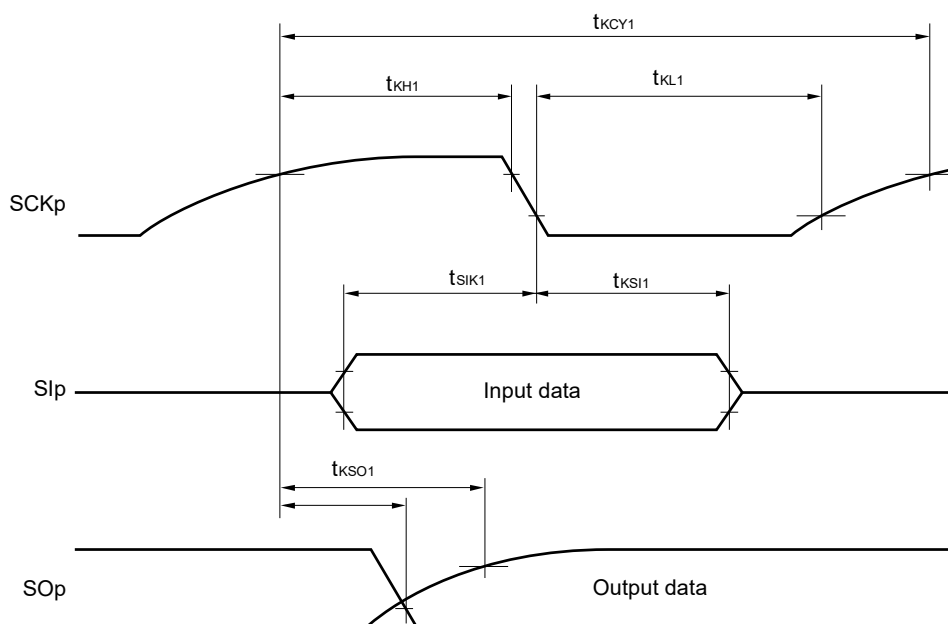 tKCY1
tKH1
tKL1
SCKp
tSIK1
tKSI1
SIp
Input data
tKSO1
SOp
Output data